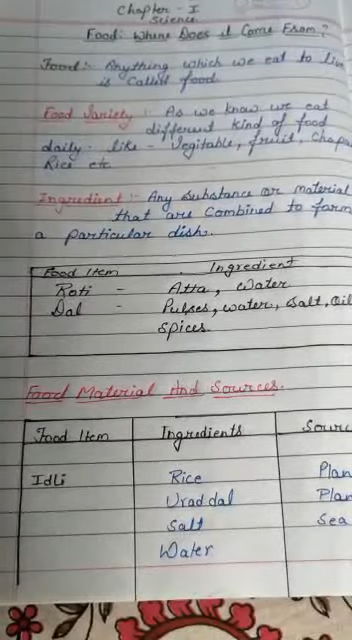 Chapter - I
Science
Food: Where Does it Come From?
Food:- Anything which we eat to live
is Called food
Food Variety :- As we know we eat
different kind of food
daily. like - Vegitable, fruit, Chapa
Rice etc
Ingredient:- Any substance or material
that are Combined to form
a particular dish.
Food Item Ingredient
Roti - Atta, water
Dal - Pulses, water, Salt, Oil
spices.
Food Material And Sources.
Food Item Ingredients Sourc
Idli Rice Plan
Urad dal Plan
Salt Sea
Water